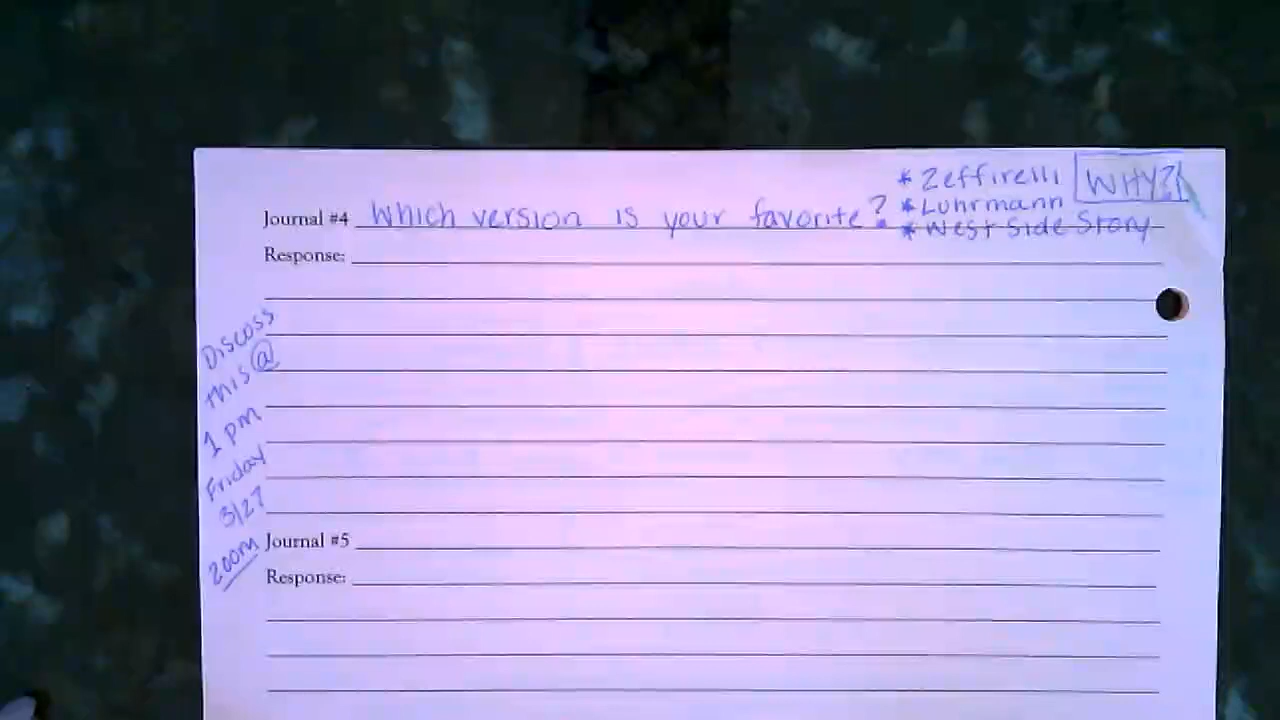 * Zeffirelli WHY?
Journal #4 Which version is your favorite? * Luhrmann
* West Side Story
Response:
Discuss
this @
1 pm
Friday
3/27
zoom
Journal #5
Response: